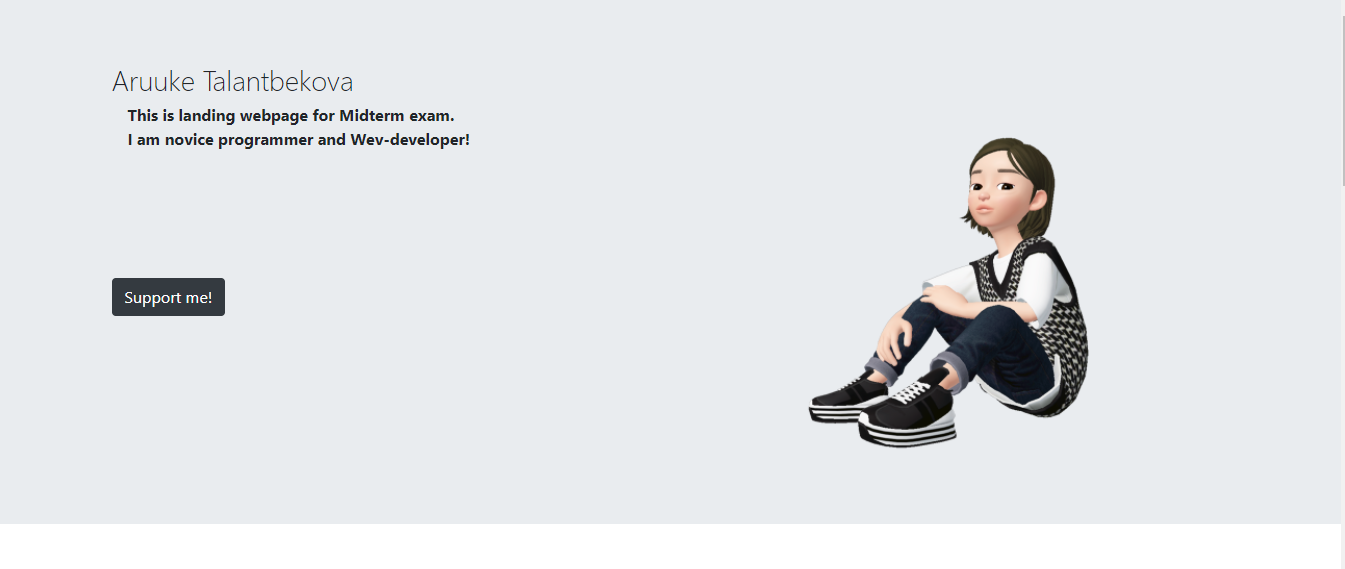 Aruuke Talantbekova
This is landing webpage for Midterm exam.
I am novice programmer and Wev-developer!
Support me!